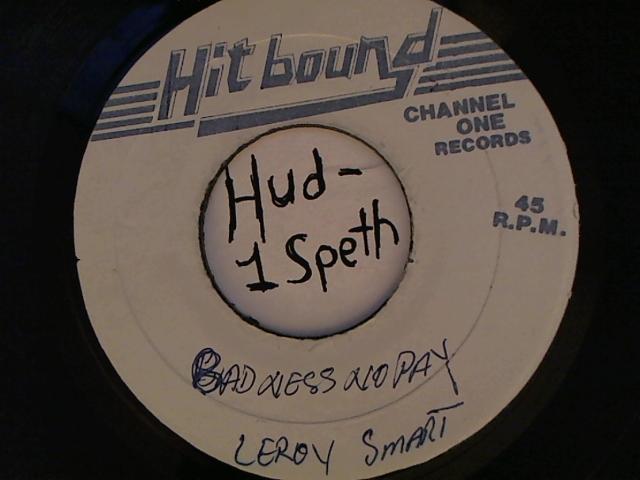 Hit bound
CHANNEL
ONE
RECORDS
45
R.P.M.
Hud-
1 Speth
BADNESS NO PAY
LEROY SMART